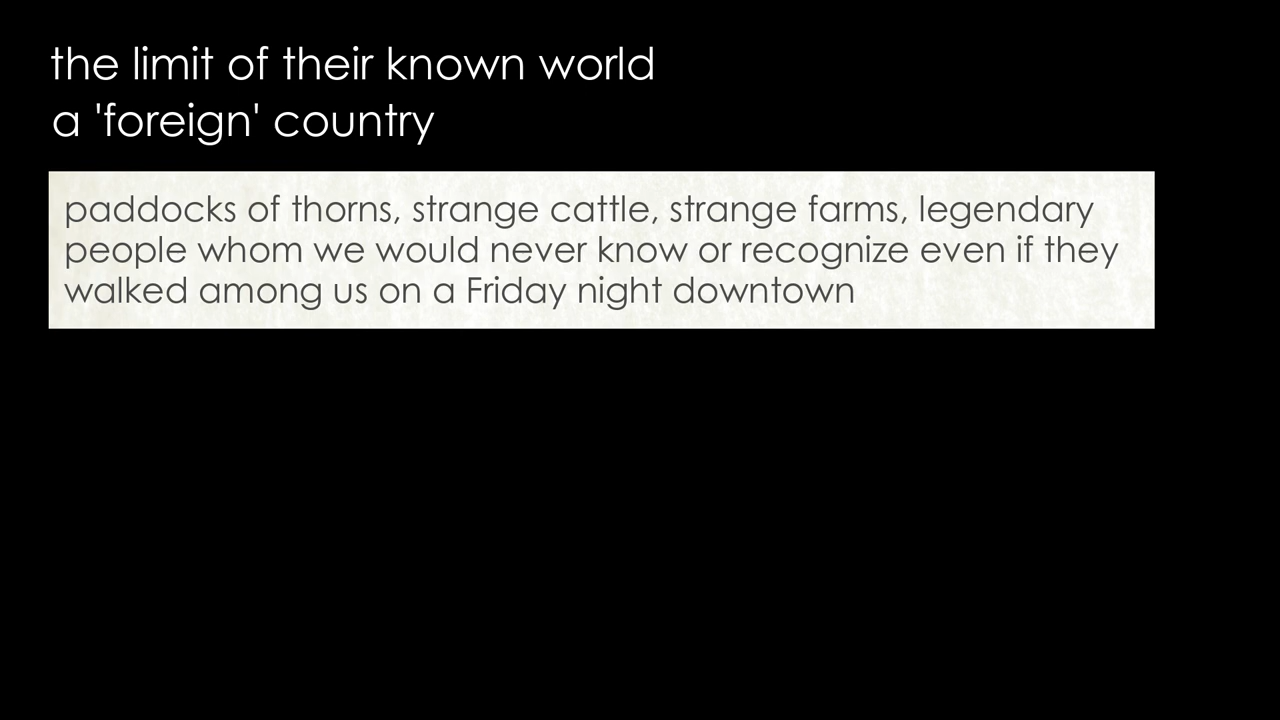 the limit of their known world
a 'foreign' country
paddocks of thorns, strange cattle, strange farms, legendary
people whom we would never know or recognize even if they
walked among us on a Friday night downtown